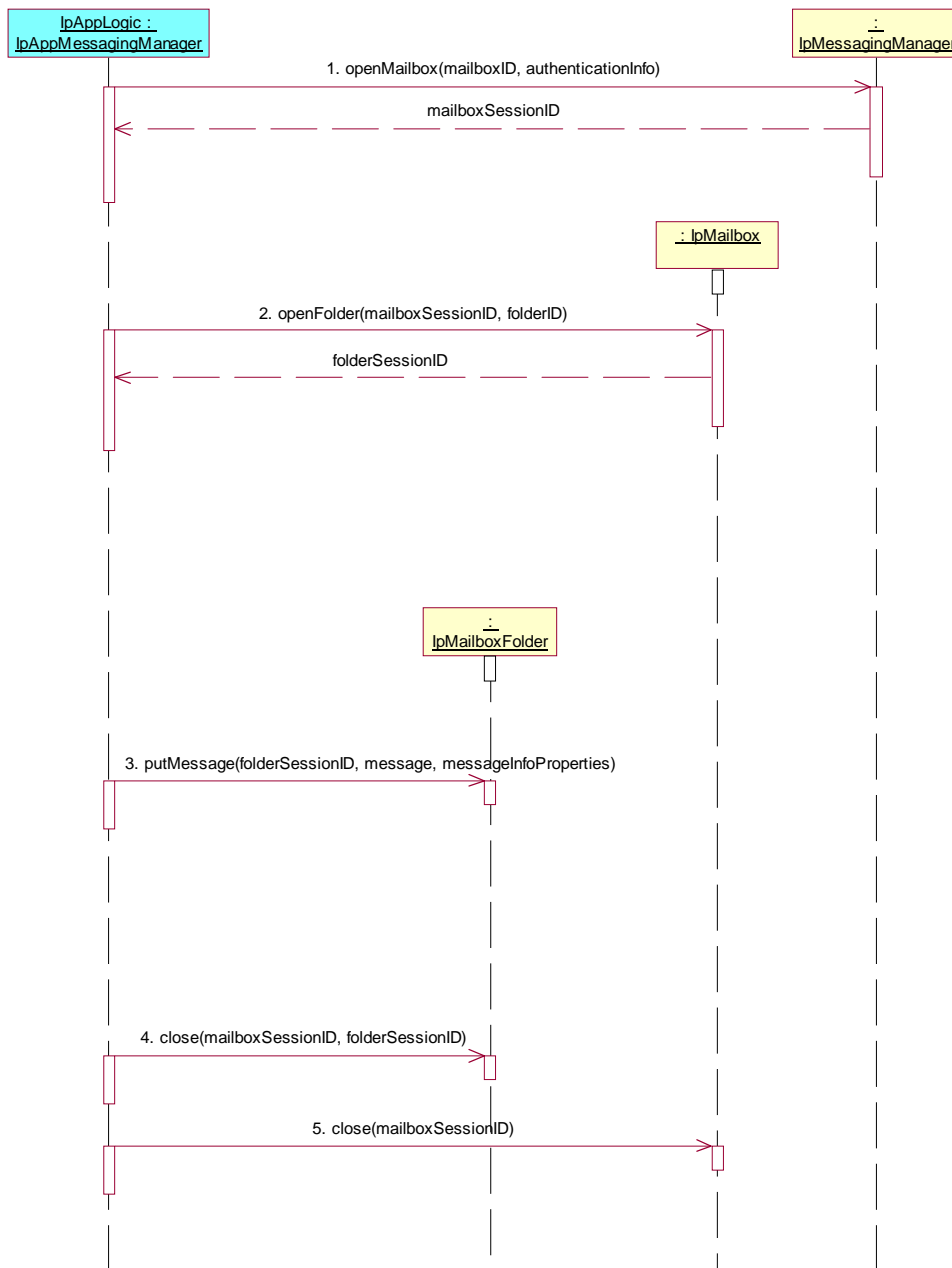 IpAppLogic :
IpAppMessagingManager
:
IpMessagingManager
1. openMailbox(mailboxID, authenticationInfo)
mailboxSessionID
: IpMailbox
2. openFolder(mailboxSessionID, folderID)
folderSessionID
:
IpMailboxFolder
3. putMessage(folderSessionID, message, messageInfoProperties)
4. close(mailboxSessionID, folderSessionID)
5. close(mailboxSessionID)